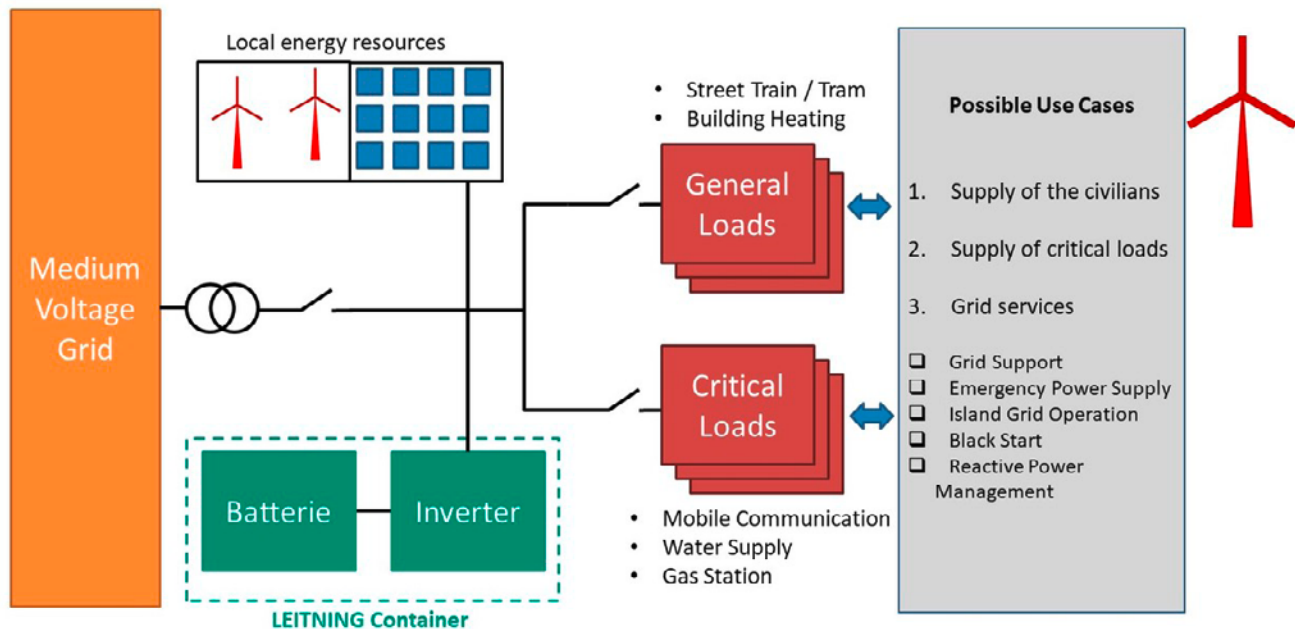 Local energy resources
Medium
Voltage
Grid
Batterie
Inverter
LEITNING Container
• Street Train / Tram
• Building Heating
General
Loads
Critical
Loads
• Mobile Communication
• Water Supply
• Gas Station
Possible Use Cases
1. Supply of the civilians
2. Supply of critical loads
3. Grid services
❑ Grid Support
❑ Emergency Power Supply
❑ Island Grid Operation
❑ Black Start
❑ Reactive Power
Management